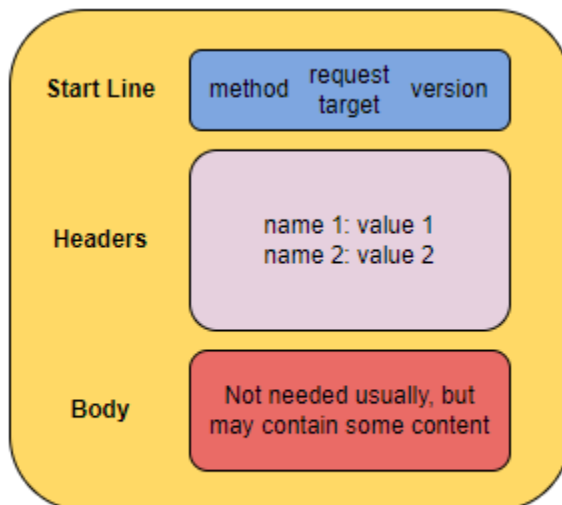 Start Line
method request target version
Headers
name 1: value 1
name 2: value 2
Body
Not needed usually, but
may contain some content